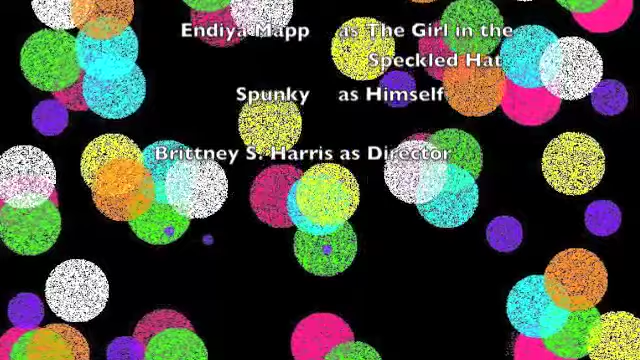 Endiya Mapp as The Girl in the
Speckled Hat
Spunky as Himself
Brittney S. Harris as Director